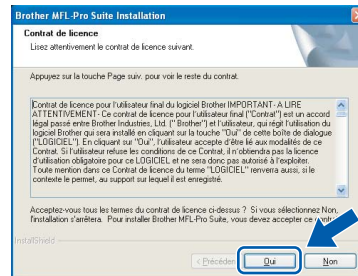 Brother MFL-Pro Suite Installation
Contrat de licence
Lisez attentivement le contrat de licence suivant.
Appuyez sur la touche Page suiv. pour voir le reste du contrat.
Contrat de licence pour l'utilisateur final du logiciel Brother IMPORTANT- A LIRE
ATTENTIVEMENT- Ce contrat de licence pour l'utilisateur final ("Contrat") est un accord
légal passé entre Brother Industries, Ltd. (" Brother") et l'utilisateur, qui régit l'utilisation du
logiciel Brother qui sera installé en cliquant sur la touche "Oui" de cette boîte de dialogue
("LOGICIEL"). En cliquant sur "Oui", l'utilisateur accepte d'être lié aux modalités de ce
Contrat. Si l'utilisateur refuse les conditions de ce Contrat, il n'obtiendra pas la licence
d'utilisation obligatoire pour ce LOGICIEL et ne sera donc pas autorisé à l'exploiter.
Toute mention dans ce Contrat de licence du terme "LOGICIEL" renverra aussi, si le
contexte le permet, au support sur lequel il est enregistré.
Acceptez-vous tous les termes du contrat de licence ci-dessus ? Si vous sélectionnez Non,
l'installation s'arrêtera. Pour installer Brother MFL-Pro Suite, vous devez accepter ce
InstallShield
< Précédent
Oui
Non